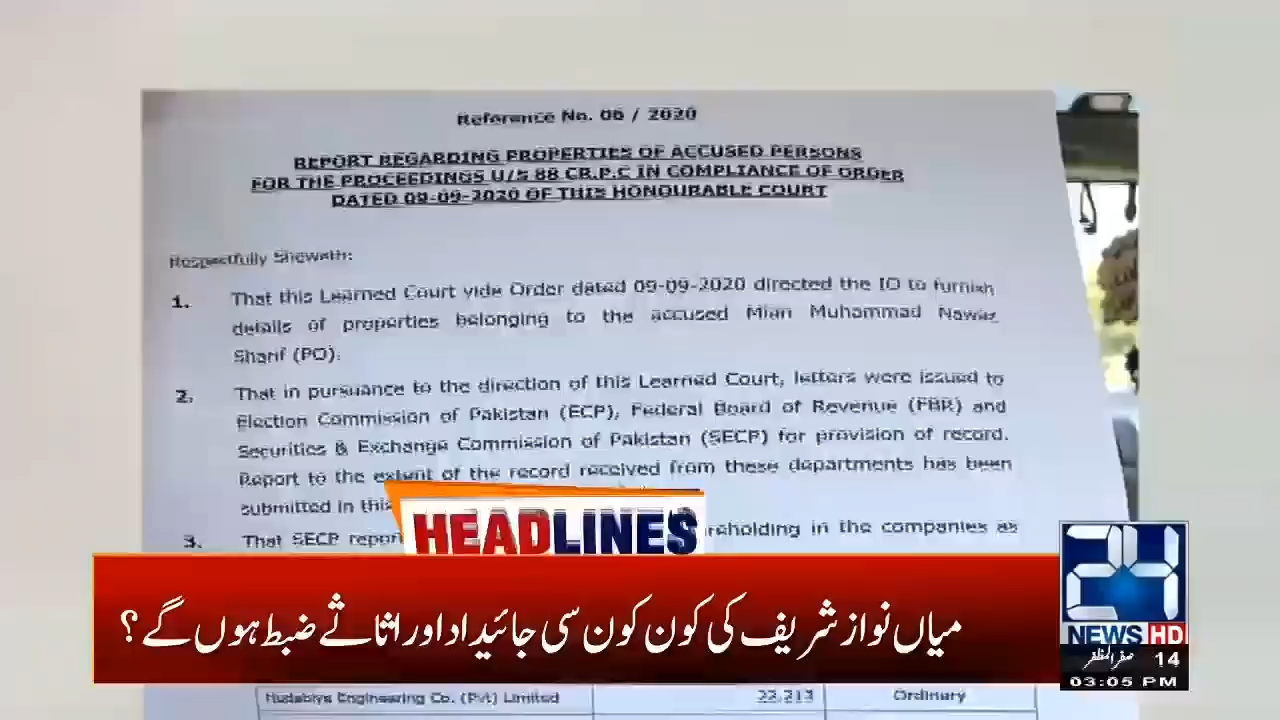 Reference No. 06 / 2020
REPORT REGARDING PROPERTIES OF ACCUSED PERSONS
FOR THE PROCEEDINGS U/S 88 CR.P.C IN COMPLIANCE OF ORDER
DATED 09-09-2020 OF THIS HONOURABLE COURT
Respectfully Sheweth:
1. That this Learned Court vide Order dated 09-09-2020 directed the IO to furnish
details of properties belonging to the accused Mian Muhammad Nawaz
Sharif (PO).
2. That in pursuance to the direction of this Learned Court, letters were issued to
Election Commission of Pakistan (ECP), Federal Board of Revenue (FBR) and
Securities & Exchange Commission of Pakistan (SECP) for provision of record.
Report to the extent of the record received from these departments has been
submitted in this
3. That SECP repor reholding in the companies as
HEADLINES
میاں نواز شریف کی کون کون سی جائیداد اور اثاثے ضبط ہوں گے؟
24
NEWS HD
14 صفر المظفر
03:05 PM
Hudabiya Engineering Co. (Pvt) Limited 22,213 Ordinary